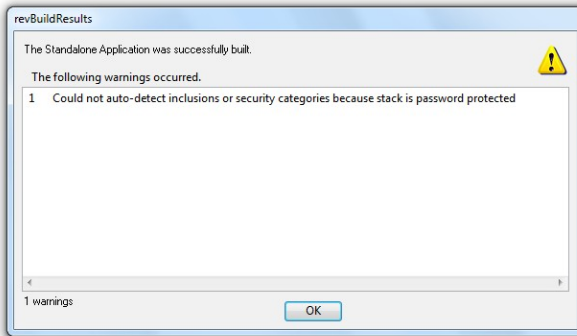 revBuildResults
The Standalone Application was successfully built.
The following warnings occurred.
1 Could not auto-detect inclusions or security categories because stack is password protected
1 warnings
OK